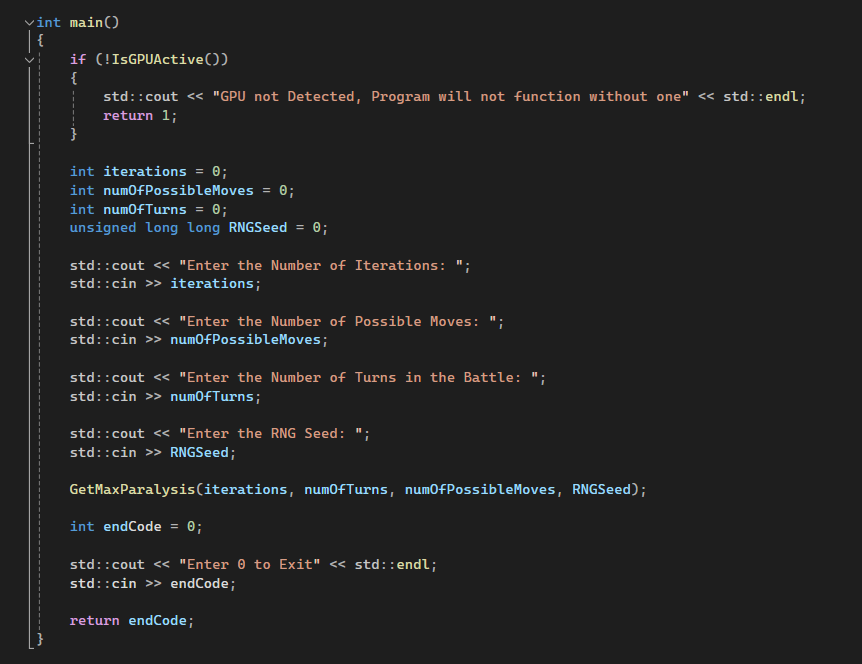 int main()
{
    if (!IsGPUActive())
    {
        std::cout << "GPU not Detected, Program will not function without one" << std::endl;
        return 1;
    }

    int iterations = 0;
    int numOfPossibleMoves = 0;
    int numOfTurns = 0;
    unsigned long long RNGSeed = 0;

    std::cout << "Enter the Number of Iterations: ";
    std::cin >> iterations;

    std::cout << "Enter the Number of Possible Moves: ";
    std::cin >> numOfPossibleMoves;

    std::cout << "Enter the Number of Turns in the Battle: ";
    std::cin >> numOfTurns;

    std::cout << "Enter the RNG Seed: ";
    std::cin >> RNGSeed;

    GetMaxParalysis(iterations, numOfTurns, numOfPossibleMoves, RNGSeed);

    int endCode = 0;

    std::cout << "Enter 0 to Exit" << std::endl;
    std::cin >> endCode;

    return endCode;
}